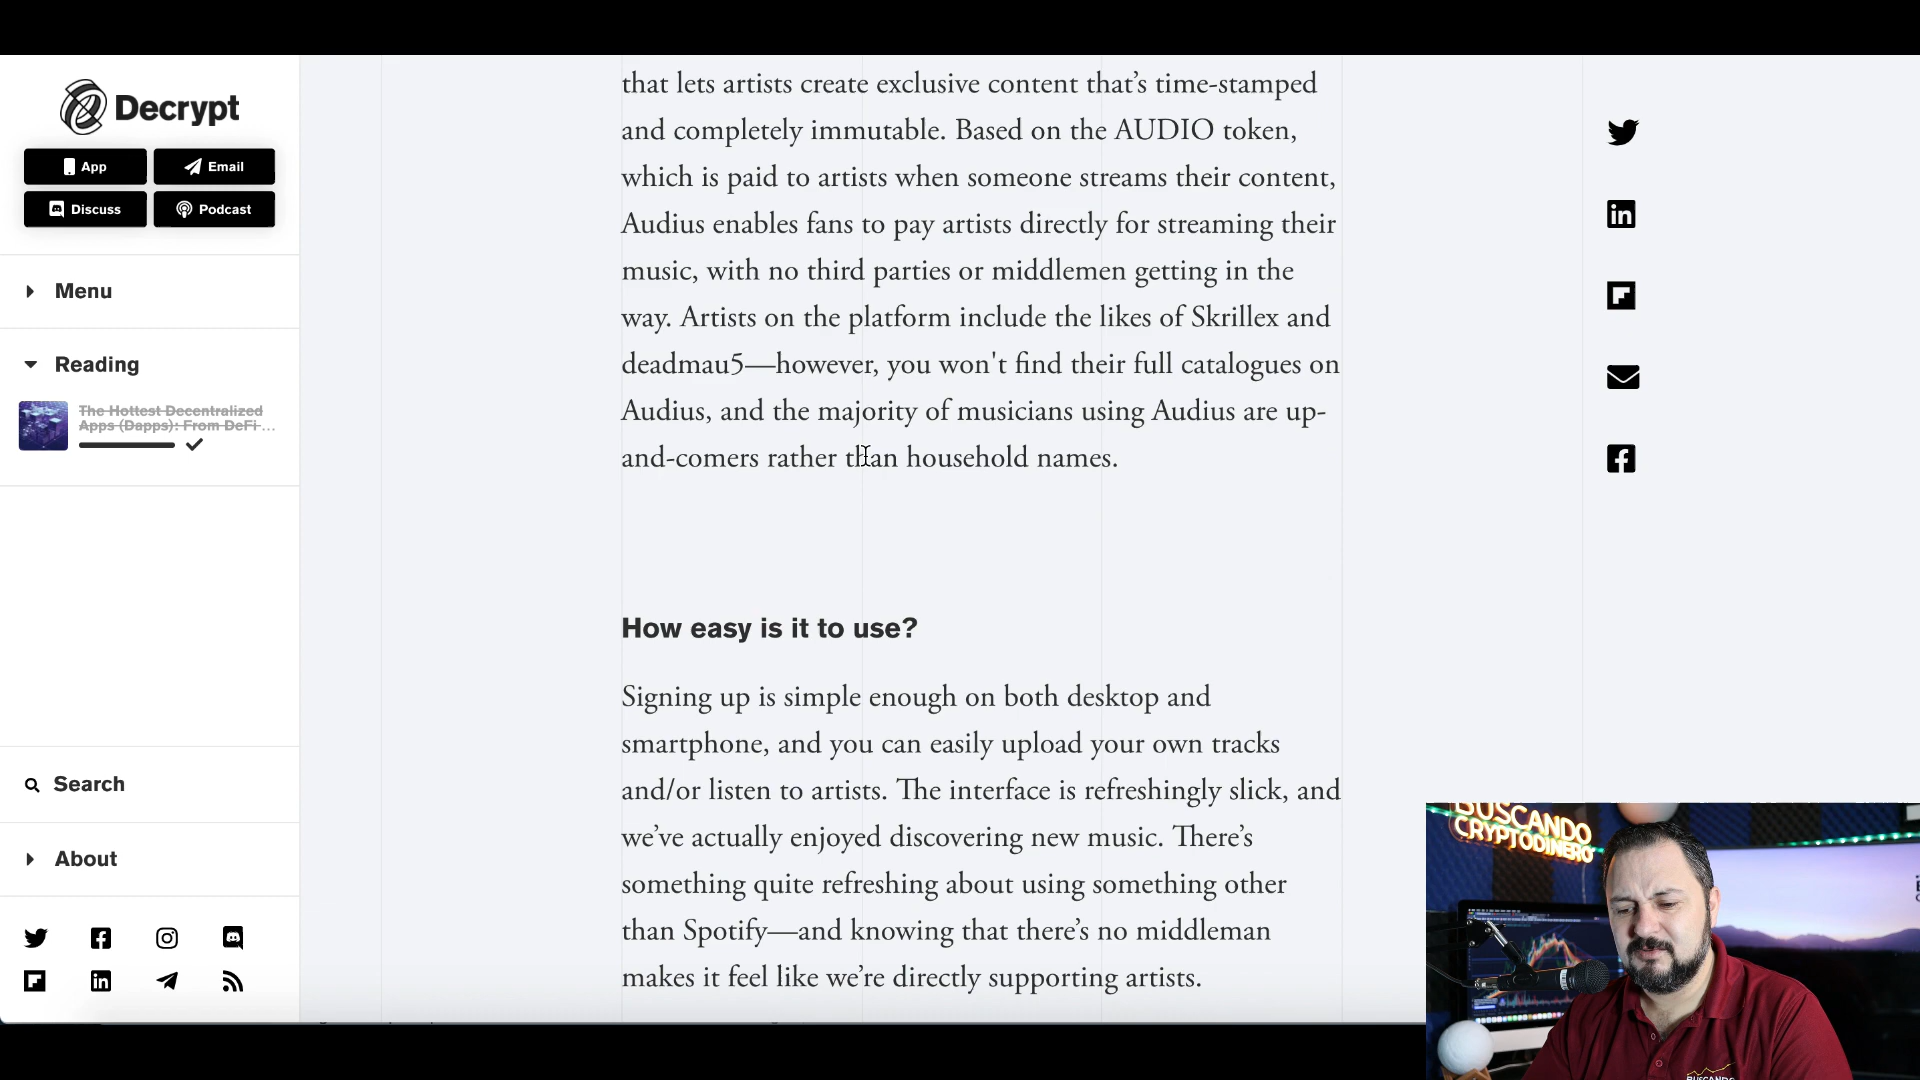 Decrypt
App
Email
Discuss
Podcast
Menu
Reading
The Hottest Decentralized
Apps (Dapps): From DeFi ...
Search
About
that lets artists create exclusive content that's time-stamped
and completely immutable. Based on the AUDIO token,
which is paid to artists when someone streams their content,
Audius enables fans to pay artists directly for streaming their
music, with no third parties or middlemen getting in the
way. Artists on the platform include the likes of Skrillex and
deadmau5—however, you won't find their full catalogues on
Audius, and the majority of musicians using Audius are up-
and-comers rather than household names.
How easy is it to use?
Signing up is simple enough on both desktop and
smartphone, and you can easily upload your own tracks
and/or listen to artists. The interface is refreshingly slick, and
we've actually enjoyed discovering new music. There's
something quite refreshing about using something other
than Spotify—and knowing that there's no middleman
makes it feel like we're directly supporting artists.
BUSCANDO
CRYPTODINERO
BUSCANDO